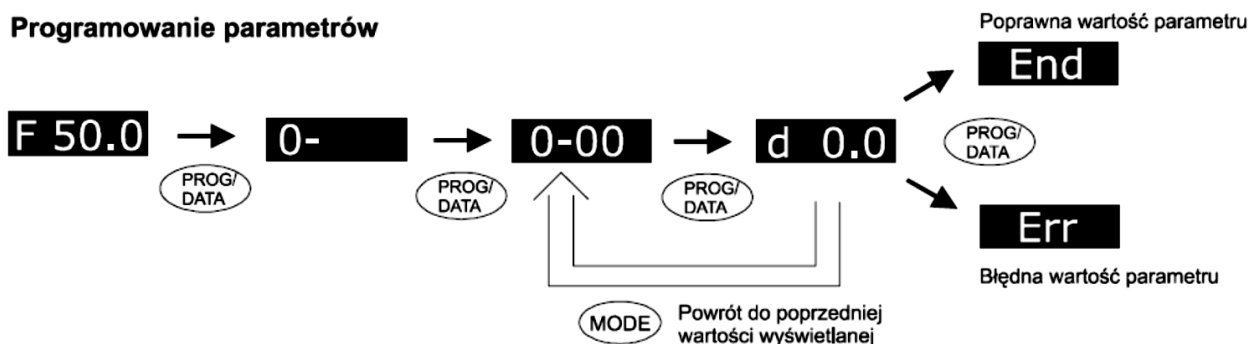 Programowanie parametrów
Poprawna wartość parametru
End
F 50.0
0-
0-00
d 0.0
PROG/
DATA
PROG/
DATA
PROG/
DATA
PROG/
DATA
Err
Błędna wartość parametru
MODE
Powrót do poprzedniej
wartości wyświetlanej